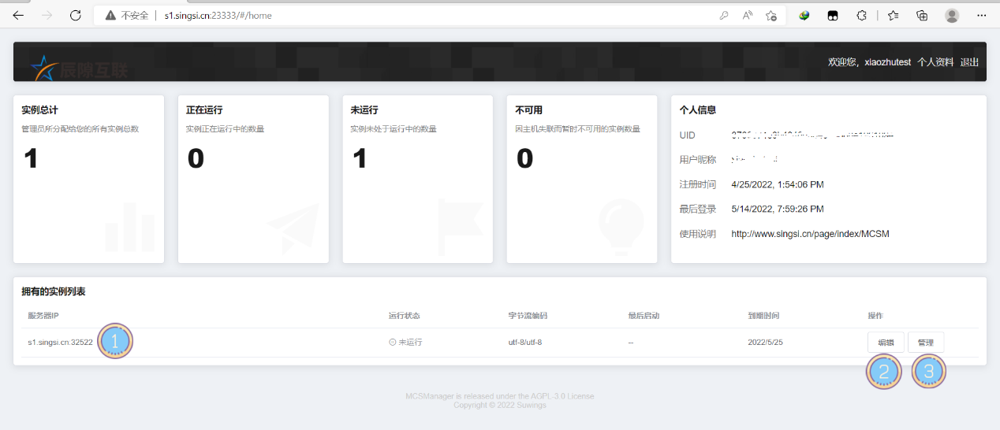 不安全 s1.singsi.cn:23333/#/home
辰隙互联
欢迎您，xiaozhutest 个人资料 退出
实例总计
管理员所分配给您的所有实例总数
1
正在运行
实例正在运行中的数量
0
未运行
实例未处于运行中的数量
1
不可用
因主机失联而暂时不可用的实例数量
0
个人信息
UID
用户昵称
注册时间 4/25/2022, 1:54:06 PM
最后登录 5/14/2022, 7:59:26 PM
使用说明 http://www.singsi.cn/page/index/MCSM
拥有的实例列表
服务器IP 运行状态 字节流编码 最后启动 到期时间 操作
s1.singsi.cn:32522 1 未运行 utf-8/utf-8 -- 2022/5/25 编辑 管理
2 3
MCSManager is released under the AGPL-3.0 License
Copyright © 2022 Suwings